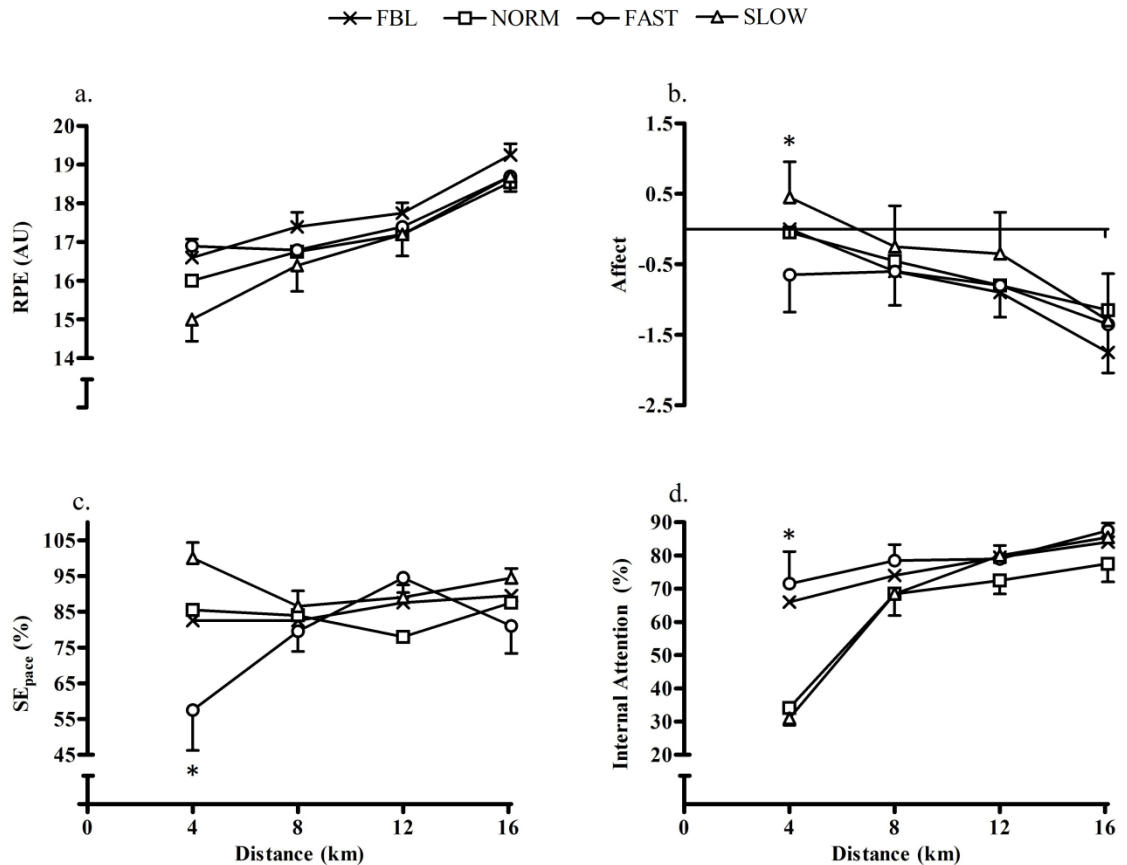 FBL NORM FAST SLOW
a.
RPE (AU)
20
19
18
17
16
15
14
b.
*
Affect
1.5
0.5
-0.5
-1.5
-2.5
c.
SEpace (%)
105
95
85
75
65
55
45
*
0 4 8 12 16
Distance (km)
d.
*
Internal Attention (%)
90
80
70
60
50
40
30
20
0 4 8 12 16
Distance (km)